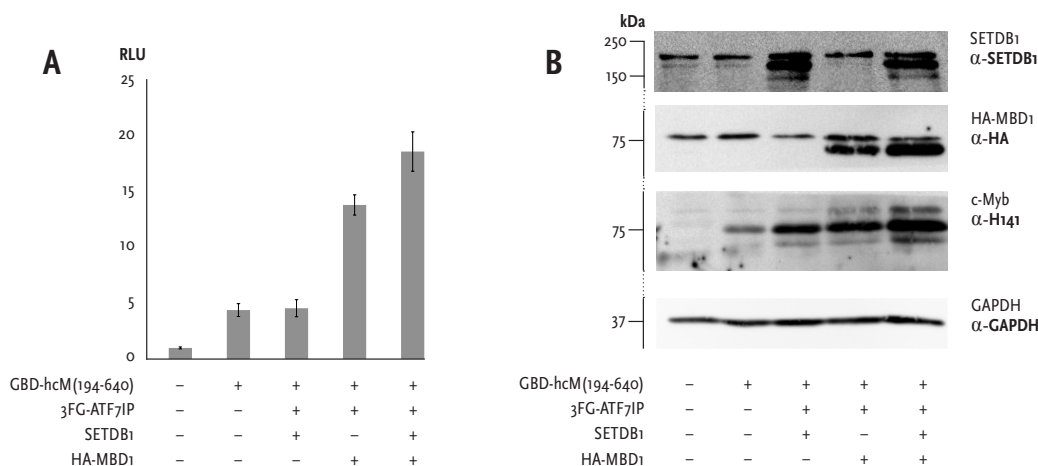 A
RLU
25
20
15
10
5
0
GBD-hcM(194-640) – + + + +
3FG-ATF7IP – – + + +
SETDB1 – – + – +
HA-MBD1 – – – + +
B
kDa
250
150
75
75
37
SETDB1
α-SETDB1
HA-MBD1
α-HA
c-Myb
α-H141
GAPDH
α-GAPDH
GBD-hcM(194-640) – + + + +
3FG-ATF7IP – – + + +
SETDB1 – – + – +
HA-MBD1 – – – + +